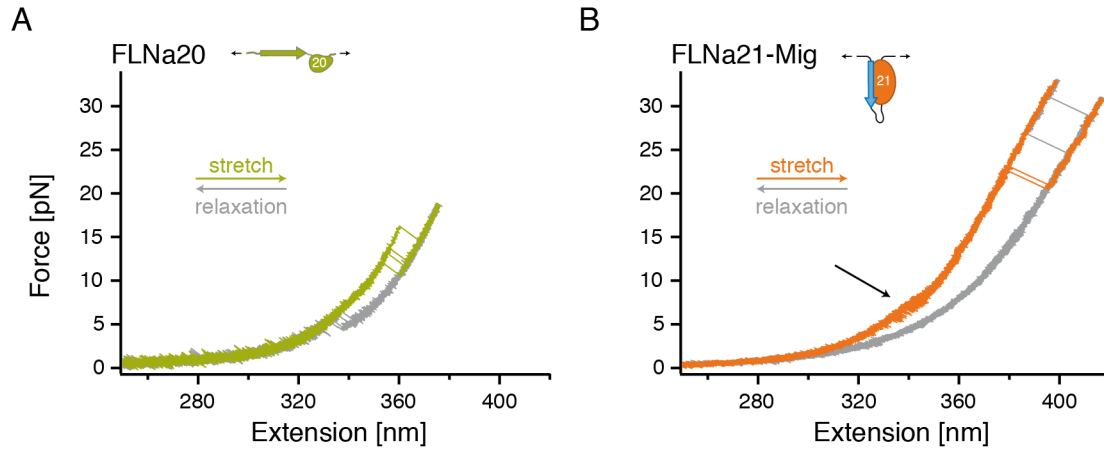 A
FLNa20
20
stretch
relaxation
Force [pN]
30
25
20
15
10
5
0
280
320
360
400
Extension [nm]
B
FLNa21-Mig
21
stretch
relaxation
30
25
20
15
10
5
0
280
320
360
400
Extension [nm]